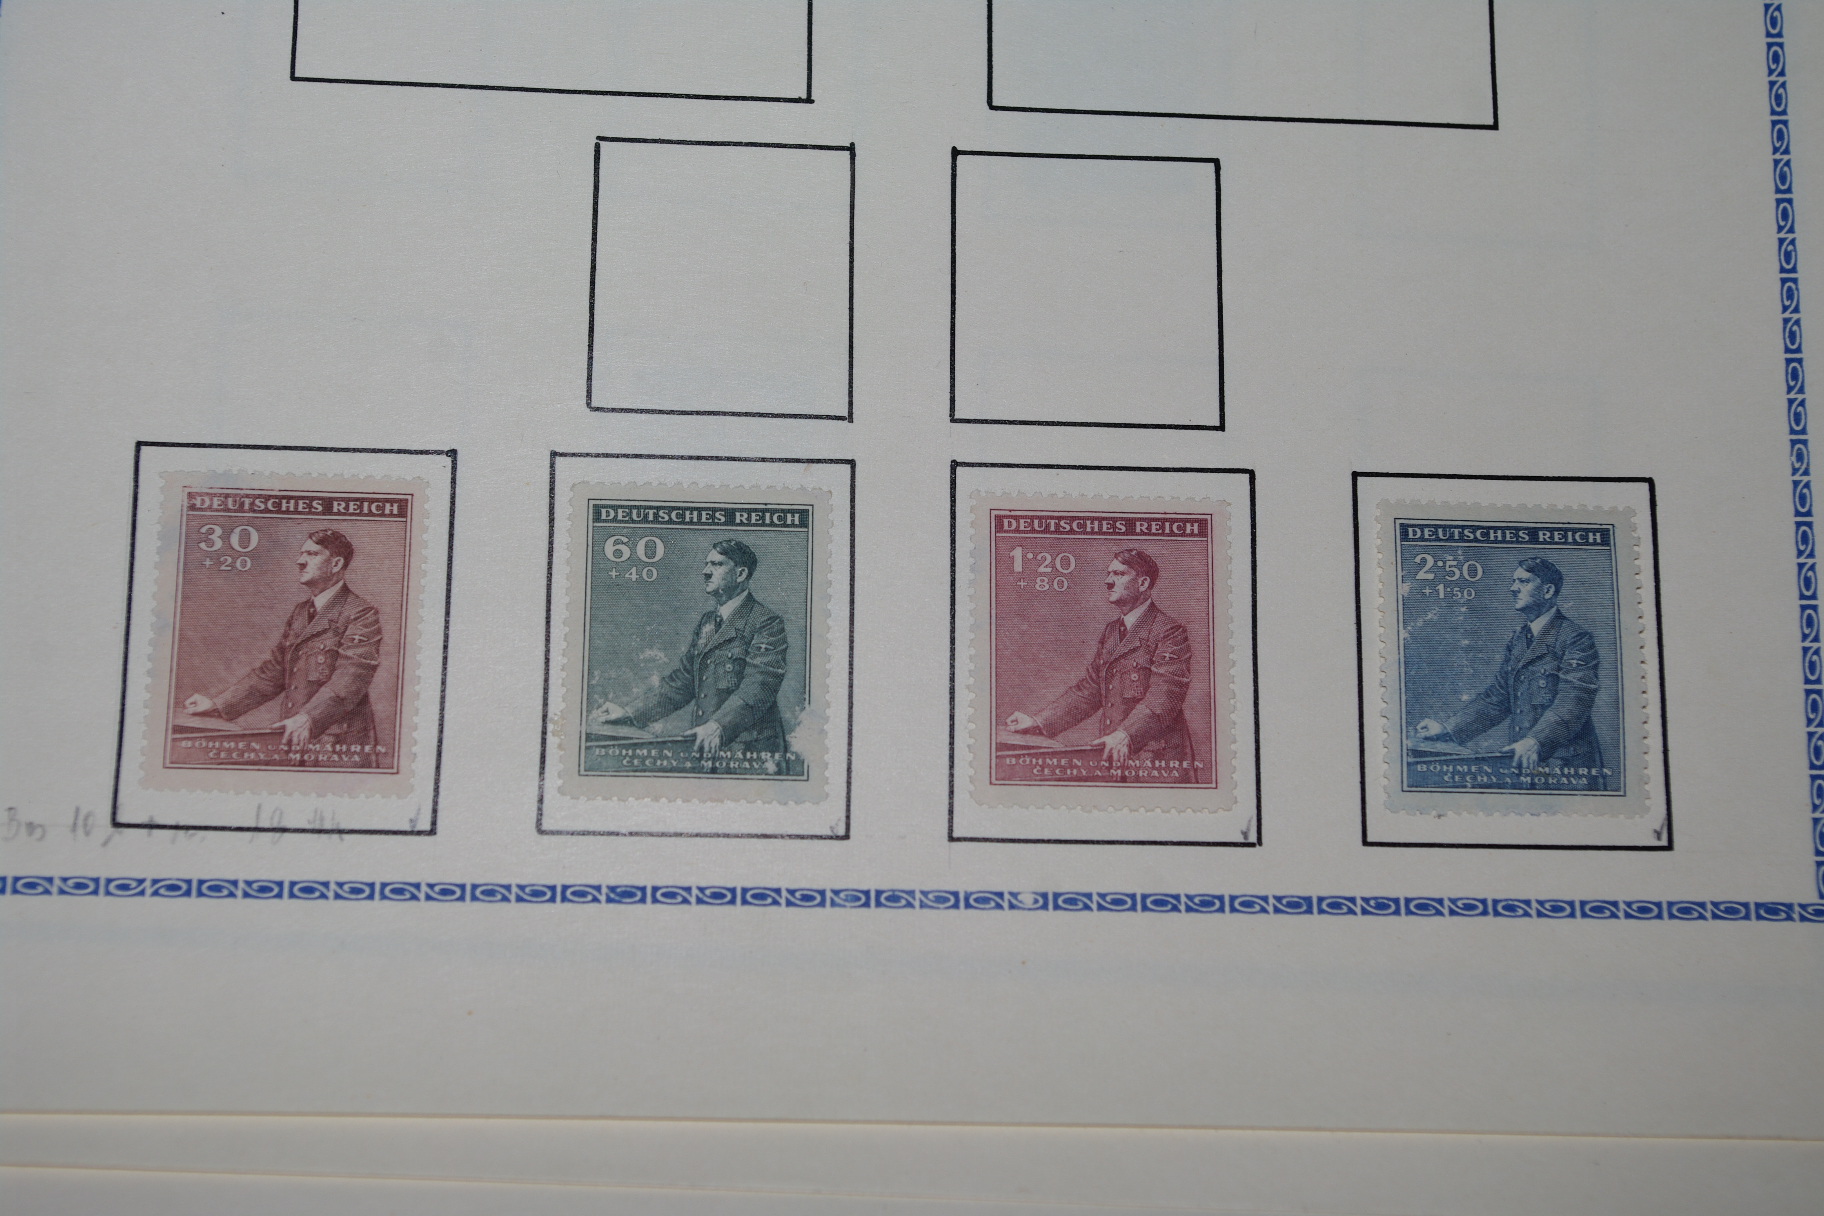 DEUTSCHES REICH
30
+20
BÖHMEN UND MÄHREN
ČECHY A MORAVA
DEUTSCHES REICH
60
+40
BÖHMEN UND MÄHREN
ČECHY A MORAVA
DEUTSCHES REICH
1·20
+80
BÖHMEN UND MÄHREN
ČECHY A MORAVA
DEUTSCHES REICH
2·50
+1·50
BÖHMEN UND MÄHREN
ČECHY A MORAVA
10